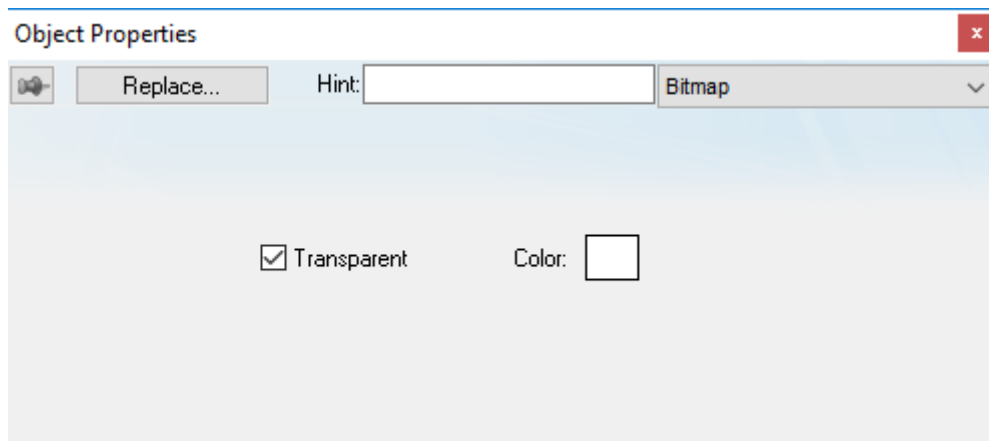 Object Properties
x
Replace... Hint: Bitmap
Transparent Color: